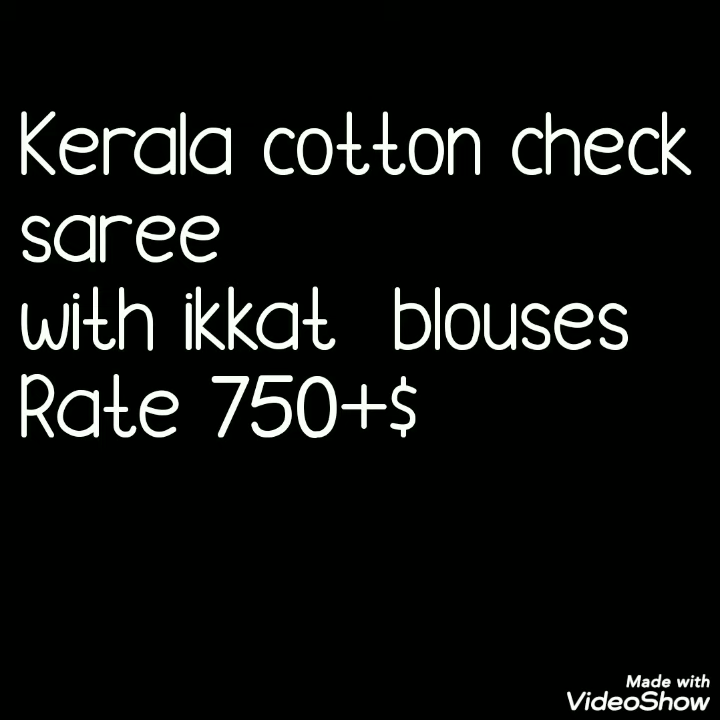 Kerala cotton check
saree
with ikkat blouses
Rate 750+$
Made with
VideoShow